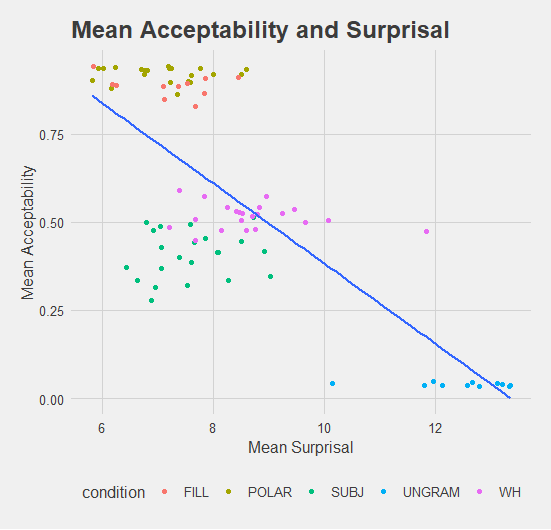 Mean Acceptability and Surprisal
Mean Acceptability
0.75
0.50
0.25
0.00
6 8 10 12
Mean Surprisal
condition FILL POLAR SUBJ UNGRAM WH